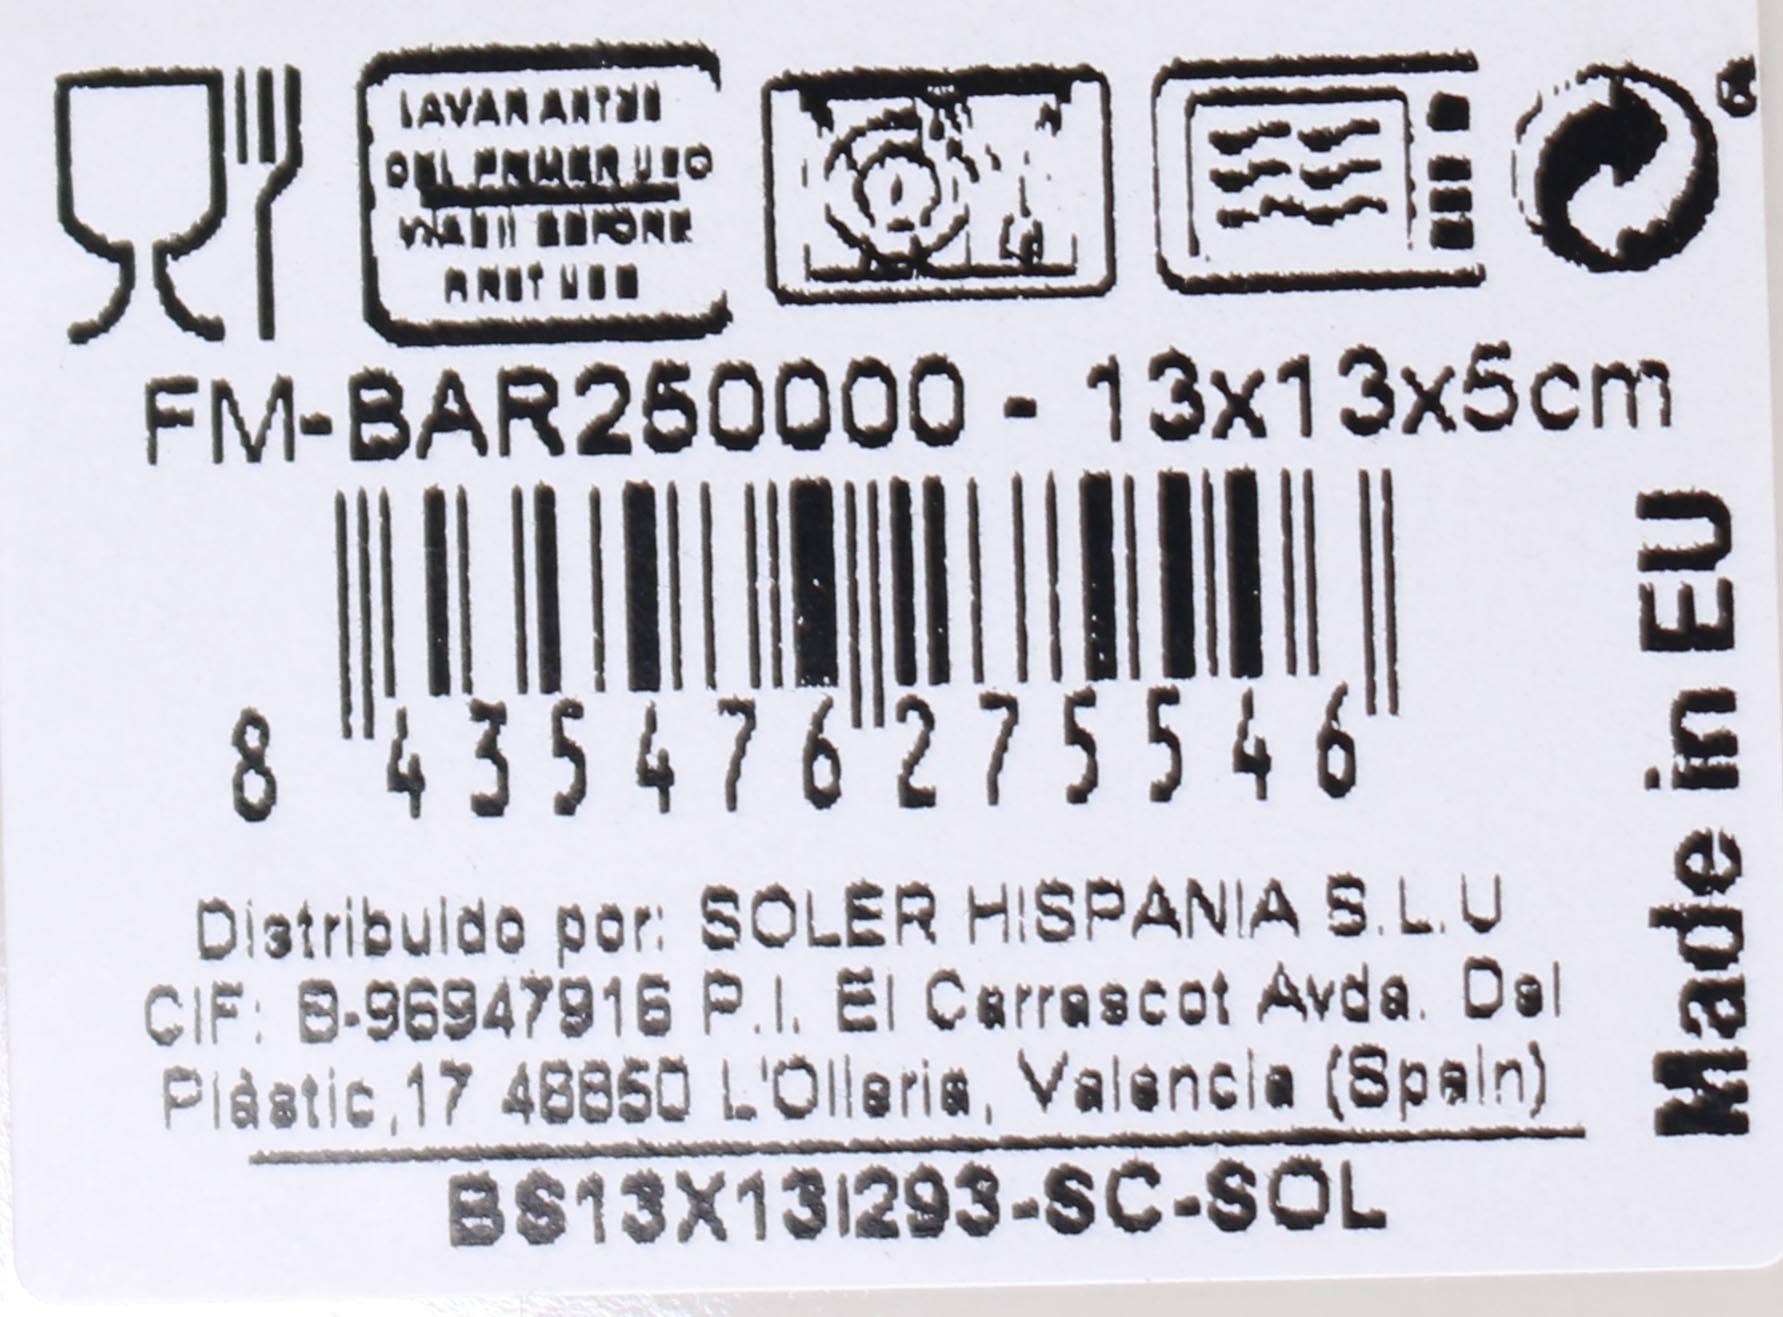 LAVAR ANTES
DEL PRIMER USO
WASH BEFORE
FIRST USE
FM-BAR250000 - 13x13x5cm
8 435476 275546
Made in EU
Distribuido por: SOLER HISPANIA S.L.U
CIF: B-96947916 P.I. El Carrascot Avda. Del
Plàstic,17 46850 L'Olleria, Valencia (Spain)
BS13X13I293-SC-SOL